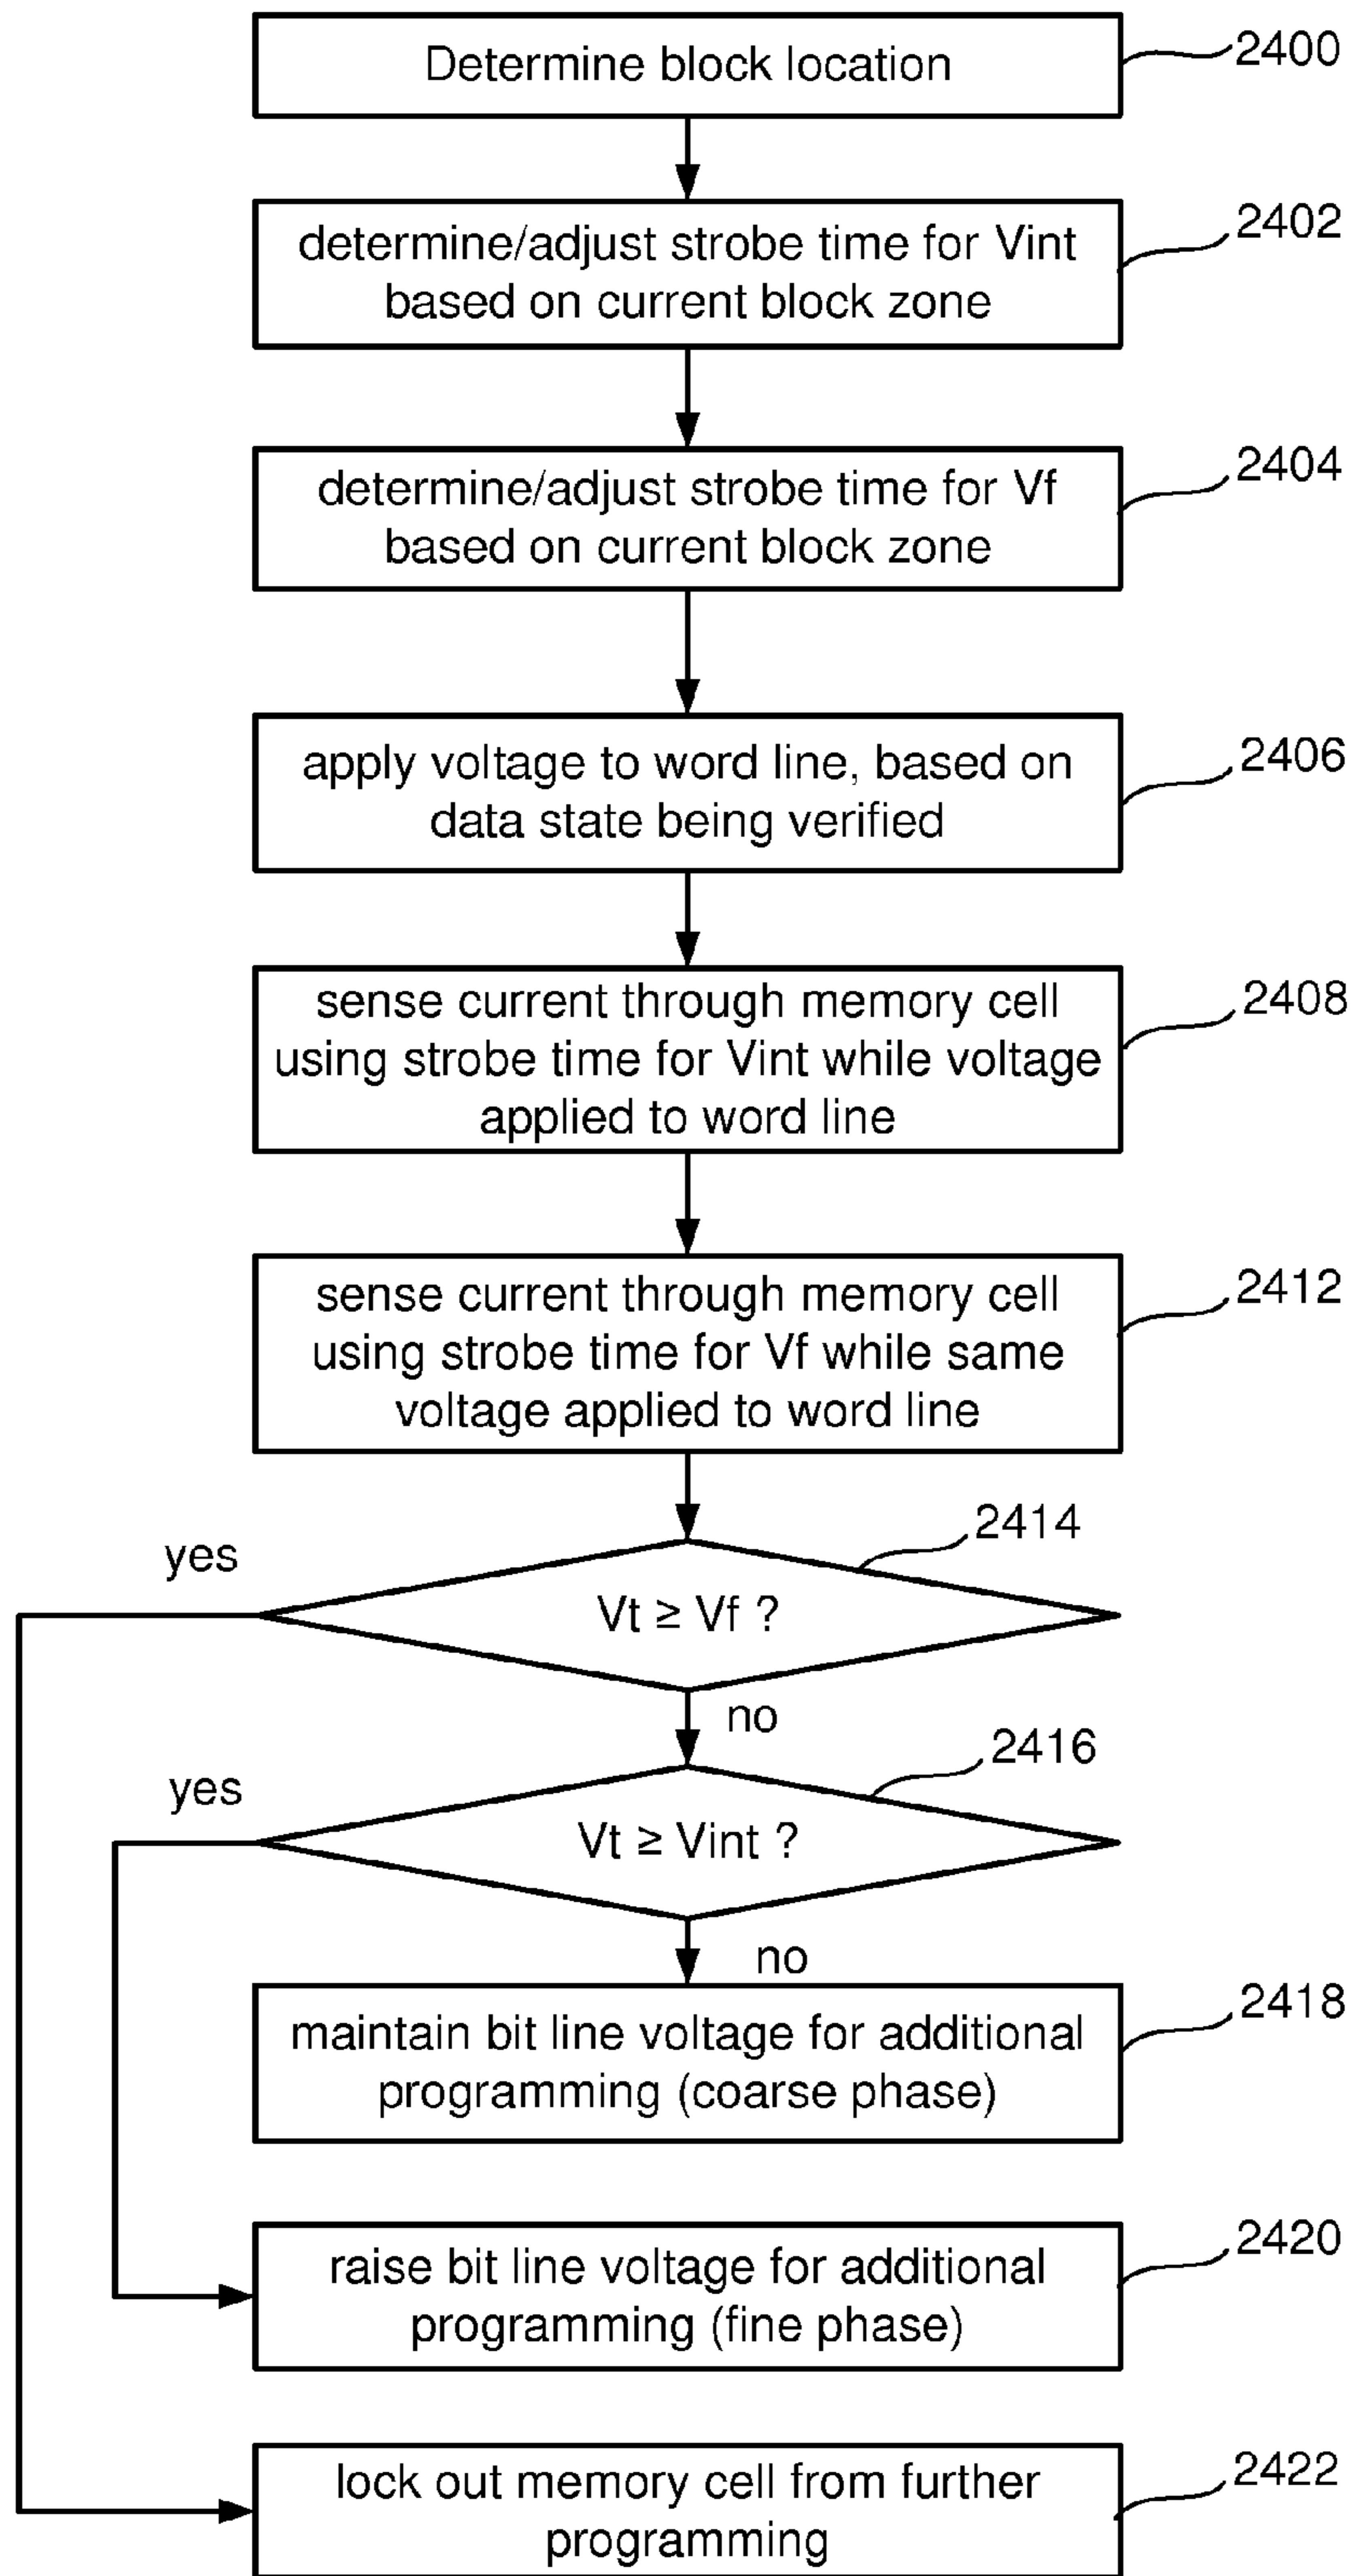 Determine block location
2400
determine/adjust strobe time for Vint
based on current block zone
2402
determine/adjust strobe time for Vf
based on current block zone
2404
apply voltage to word line, based on
data state being verified
2406
sense current through memory cell
using strobe time for Vint while voltage
applied to word line
2408
sense current through memory cell
using strobe time for Vf while same
voltage applied to word line
2412
2414
yes
Vt ≥ Vf ?
no
2416
yes
Vt ≥ Vint ?
no
maintain bit line voltage for additional
programming (coarse phase)
2418
raise bit line voltage for additional
programming (fine phase)
2420
lock out memory cell from further
programming
2422